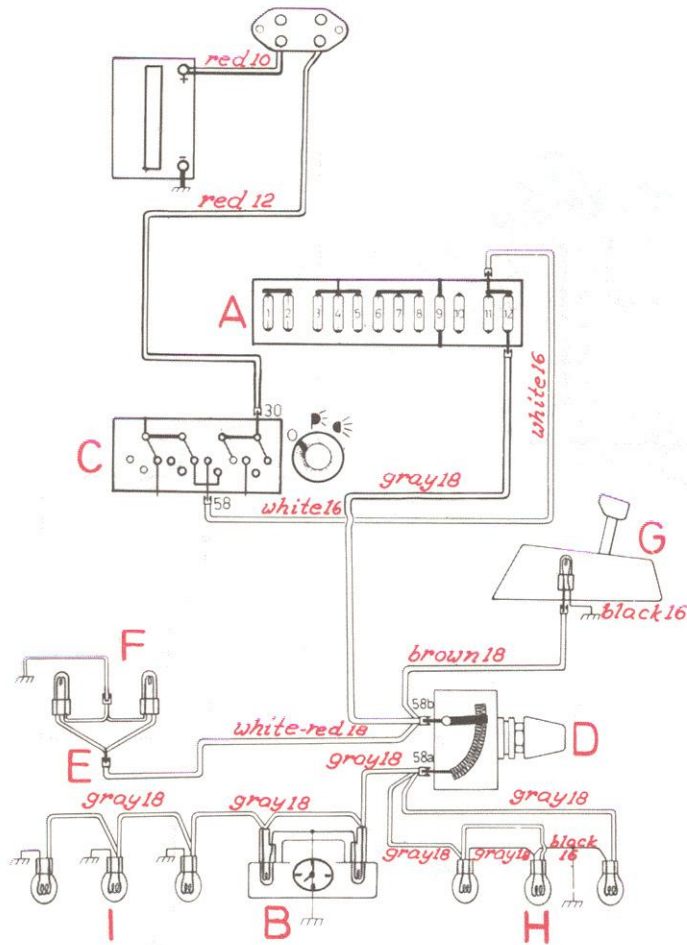 red 10
+
-
red 12
A
1 2 3 4 5 6 7 8 9 10 11 12
white 16
30
C
O
gray 18
58
white 16
G
black 16
F
brown 18
58b
white-red 18
D
E
58a
gray 18
gray 18
gray 18
gray 18
gray 18
gray 18
black 16
I
B
H